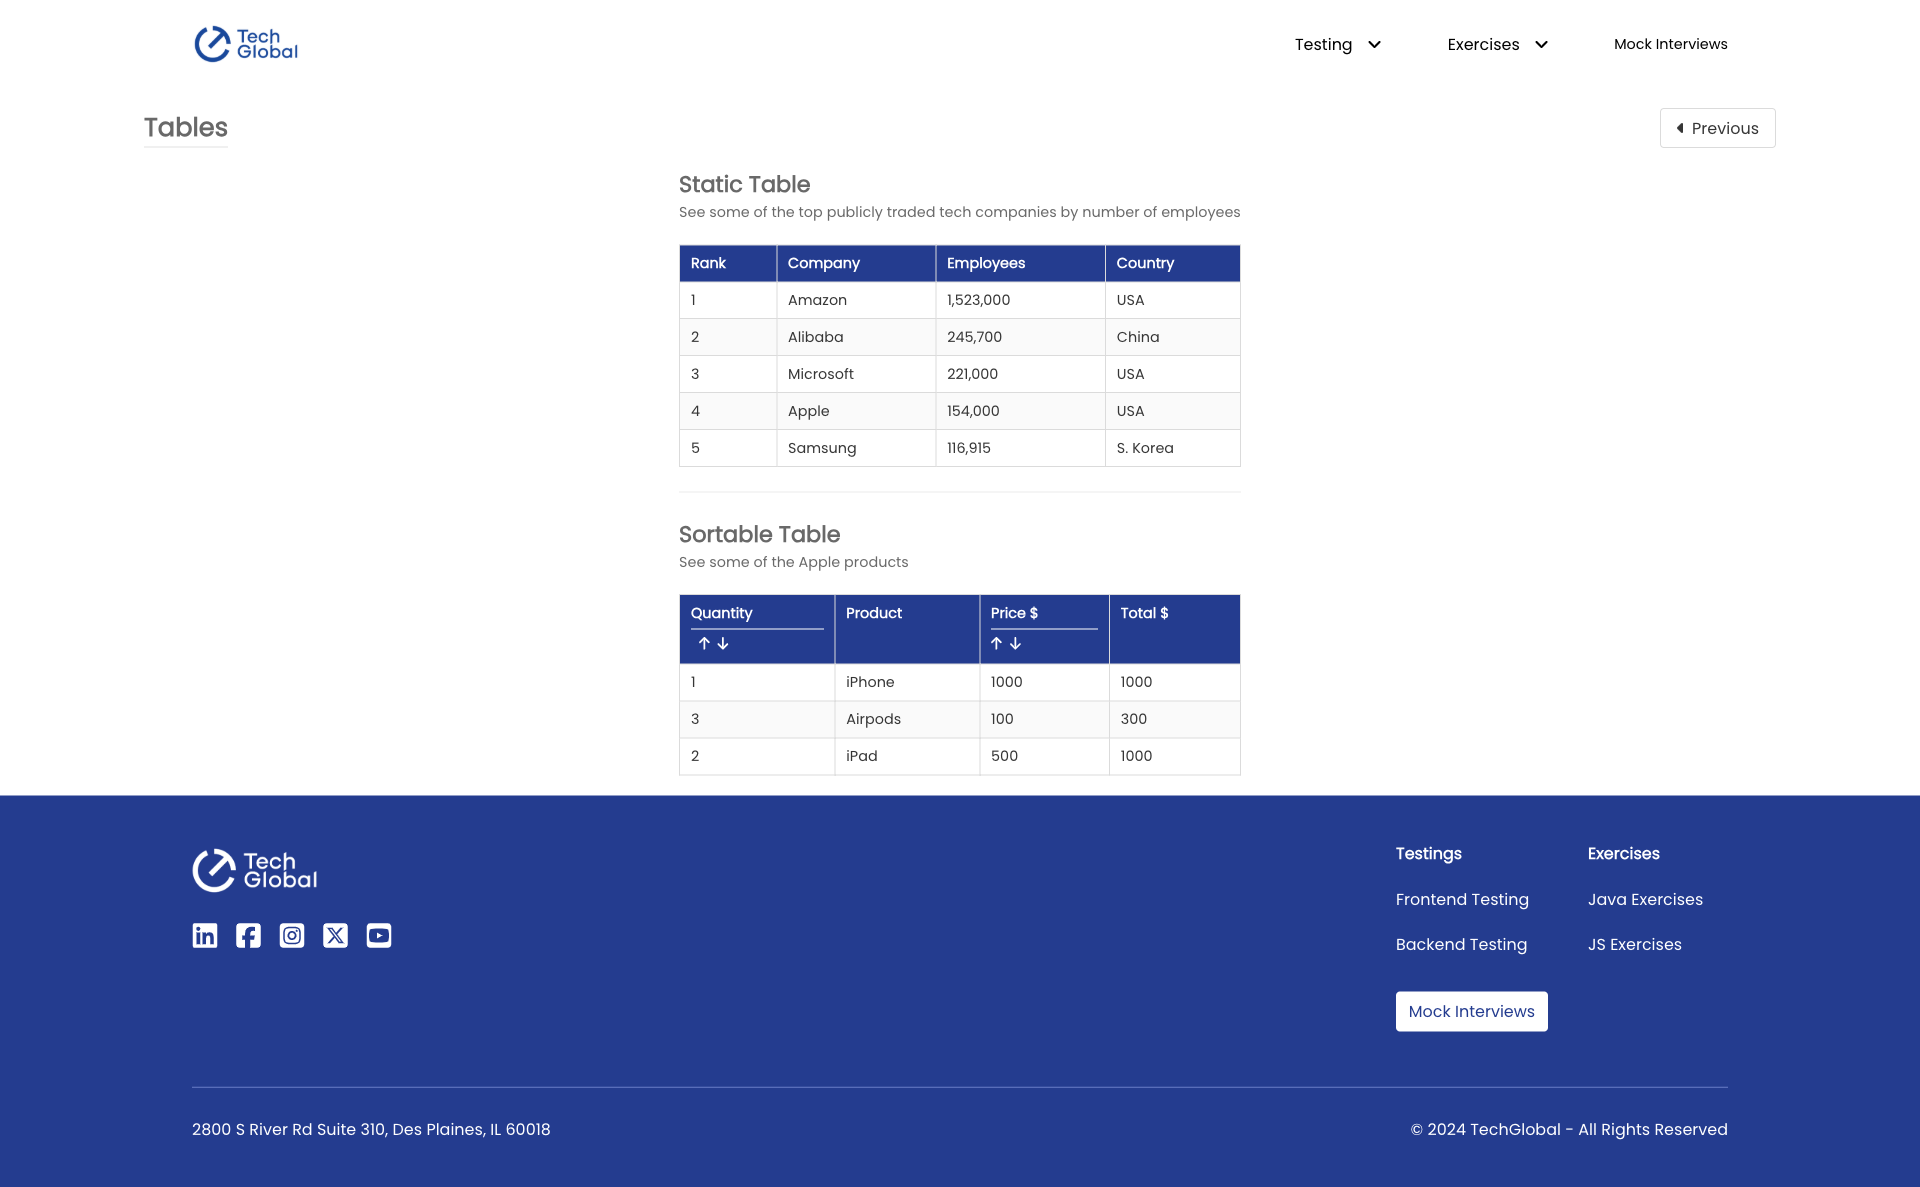 Tech Global
Testing
Exercises
Mock Interviews
Tables
Previous
Static Table
See some of the top publicly traded tech companies by number of employees
Rank Company Employees Country
1 Amazon 1,523,000 USA
2 Alibaba 245,700 China
3 Microsoft 221,000 USA
4 Apple 154,000 USA
5 Samsung 116,915 S. Korea
Sortable Table
See some of the Apple products
Quantity Product Price $ Total $
1 iPhone 1000 1000
3 Airpods 100 300
2 iPad 500 1000
Tech Global
Testings
Frontend Testing
Backend Testing
Mock Interviews
Exercises
Java Exercises
JS Exercises
2800 S River Rd Suite 310, Des Plaines, IL 60018
© 2024 TechGlobal - All Rights Reserved